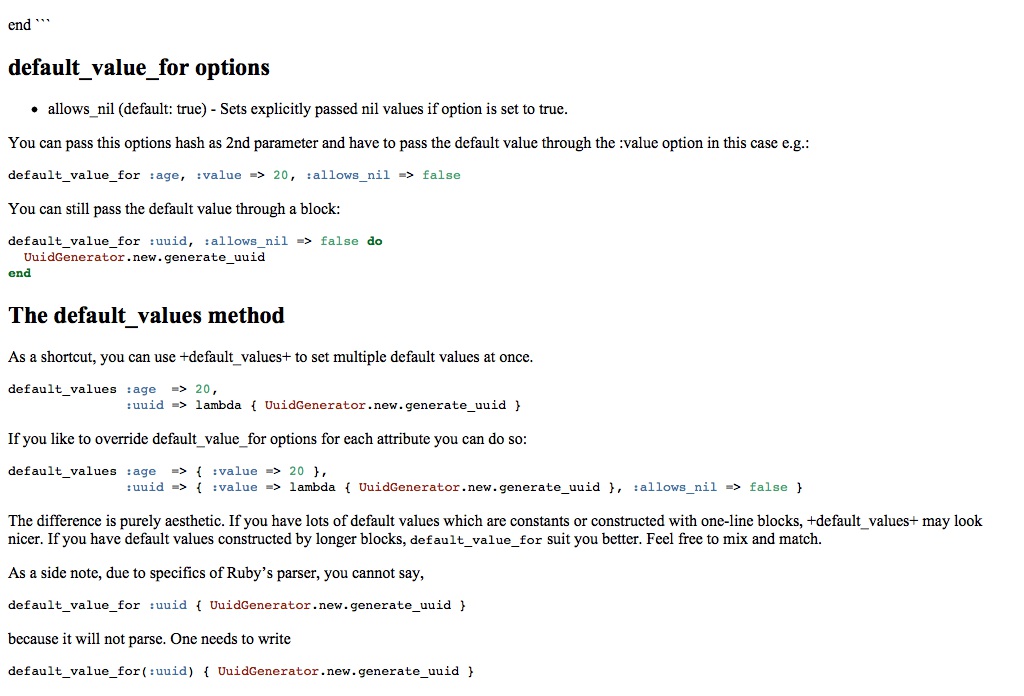 end ```
default_value_for options
• allows_nil (default: true) - Sets explicitly passed nil values if option is set to true.
You can pass this options hash as 2nd parameter and have to pass the default value through the :value option in this case e.g.:
default_value_for :age, :value => 20, :allows_nil => false
You can still pass the default value through a block:
default_value_for :uuid, :allows_nil => false do
  UuidGenerator.new.generate_uuid
end
The default_values method
As a shortcut, you can use +default_values+ to set multiple default values at once.
default_values :age  => 20,
               :uuid => lambda { UuidGenerator.new.generate_uuid }
If you like to override default_value_for options for each attribute you can do so:
default_values :age  => { :value => 20 },
               :uuid => { :value => lambda { UuidGenerator.new.generate_uuid }, :allows_nil => false }
The difference is purely aesthetic. If you have lots of default values which are constants or constructed with one-line blocks, +default_values+ may look
nicer. If you have default values constructed by longer blocks, default_value_for suit you better. Feel free to mix and match.
As a side note, due to specifics of Ruby’s parser, you cannot say,
default_value_for :uuid { UuidGenerator.new.generate_uuid }
because it will not parse. One needs to write
default_value_for(:uuid) { UuidGenerator.new.generate_uuid }